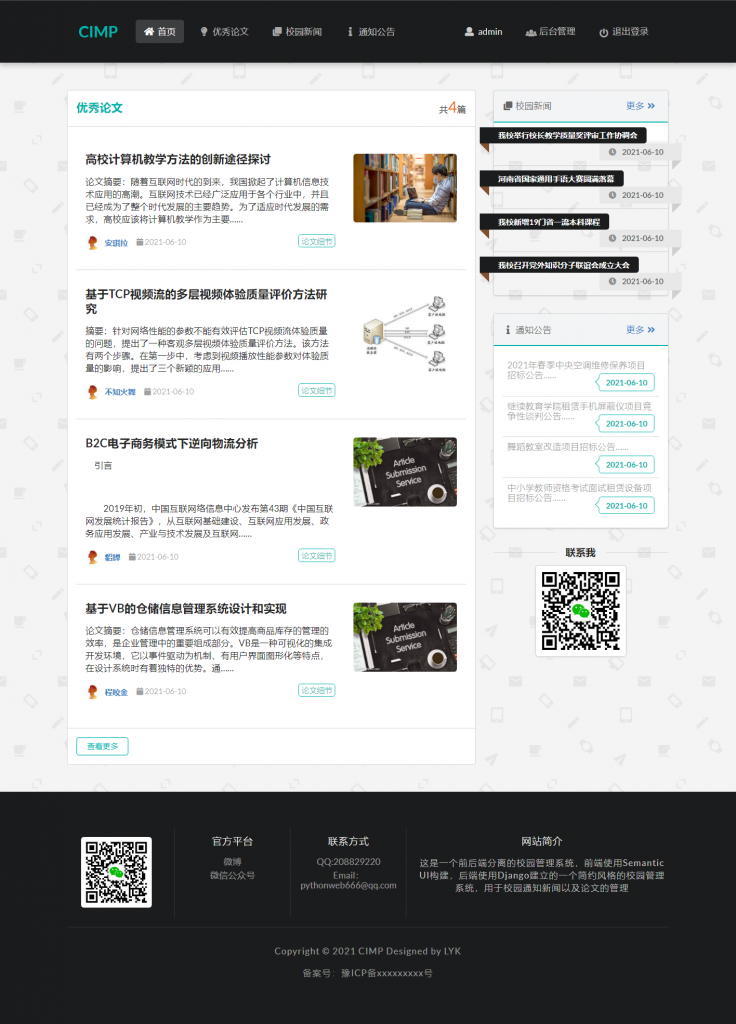 CIMP 首页 优秀论文 校园新闻 通知公告 admin 后台管理 退出登录
优秀论文
共4篇
高校计算机教学方法的创新途径探讨
论文摘要：随着互联网时代的到来，我国掀起了计算机信息技
术应用的高潮。互联网技术已经广泛应用于各个行业中，并且
已经成为了整个时代发展的主要趋势。为了适应时代发展的需
求，高校应该将计算机教学作为主要......
安琪拉 2021-06-10 论文细节
基于TCP视频流的多层视频体验质量评价方法研
究
摘要：针对网络性能的参数不能有效评估TCP视频流体验质量
的问题，提出了一种客观多层视频体验质量评价方法。该方法
有两个步骤。在第一步中，考虑到视频播放性能参数对体验质
量的影响，提出了三个新颖的应用......
不知火舞 2021-06-10 论文细节
B2C电子商务模式下逆向物流分析
引言
2019年初，中国互联网络信息中心发布第43期《中国互联
网发展统计报告》，从互联网基础建设、互联网应用发展、政
务应用发展、产业与技术发展及互联网......
Article
Submission
Service
貂蝉 2021-06-10 论文细节
基于VB的仓储信息管理系统设计和实现
论文摘要：仓储信息管理系统可以有效提高商品库存的管理的
效率，是企业管理中的重要组成部分。VB是一种可视化的集成
开发环境，它以事件驱动为机制，有用户界面图形化等特点，
在设计系统时有着独特的优势。通......
Article
Submission
Service
程咬金 2021-06-10 论文细节
查看更多
校园新闻 更多
我校举行校长教学质量奖评审工作协调会
2021-06-10
河南省国家通用手语大赛圆满落幕
2021-06-10
我校新增19门省一流本科课程
2021-06-10
我校召开党外知识分子联谊会成立大会
2021-06-10
通知公告 更多
2021年春季中央空调维修保养项目
招标公告......
2021-06-10
继续教育学院租赁手机屏蔽仪项目竞
争性谈判公告......
2021-06-10
舞蹈教室改造项目招标公告......
2021-06-10
中小学教师资格考试面试租赁设备项
目招标公告......
2021-06-10
联系我
官方平台
微博
微信公众号
联系方式
QQ:208829220
Email：
pythonweb666@qq.com
网站简介
这是一个前后端分离的校园管理系统，前端使用Semantic
UI构建，后端使用Django建立的一个简约风格的校园管理
系统，用于校园通知新闻以及论文的管理
Copyright © 2021 CIMP Designed by LYK
备案号：豫ICP备xxxxxxxxx号